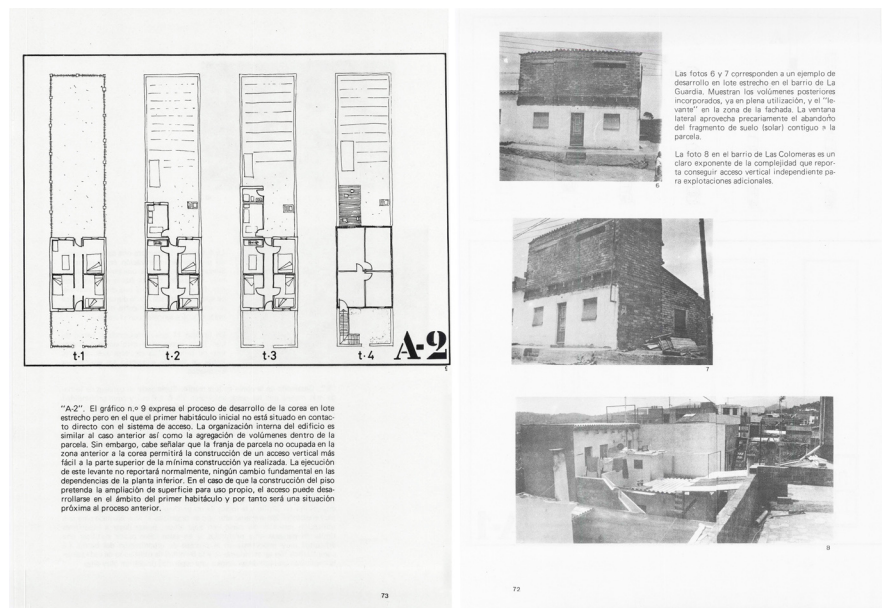 t·1
t·2
t·3
t·4
A-2
"A-2". El gráfico n.º 9 expresa el proceso de desarrollo de la corea en lote
estrecho pero en el que el primer habitáculo inicial no está situado en contac-
to directo con el sistema de acceso. La organización interna del edificio es
similar al caso anterior así como la agregación de volúmenes dentro de la
parcela. Sin embargo, cabe señalar que la franja de parcela no ocupada en la
zona anterior a la corea permitirá la construcción de un acceso vertical más
fácil a la parte superior de la mínima construcción ya realizada. La ejecución
de este levante no reportará normalmente, ningún cambio fundamental en las
dependencias de la planta inferior. En el caso de que la construcción del piso
pretenda la ampliación de superficie para uso propio, el acceso puede desa-
rrollarse en el ámbito del primer habitáculo y por tanto será una situación
próxima al proceso anterior.
73
6
Las fotos 6 y 7 corresponden a un ejemplo de
desarrollo en lote estrecho en el barrio de La
Guardia. Muestran los volúmenes posteriores
incorporados, ya en plena utilización, y el "le-
vante" en la zona de la fachada. La ventana
lateral aprovecha precariamente el abandono
del fragmento de suelo (solar) contiguo a la
parcela.
La foto 8 en el barrio de Las Colomeras es un
claro exponente de la complejidad que repor-
ta conseguir acceso vertical independiente pa-
ra explotaciones adicionales.
7
72